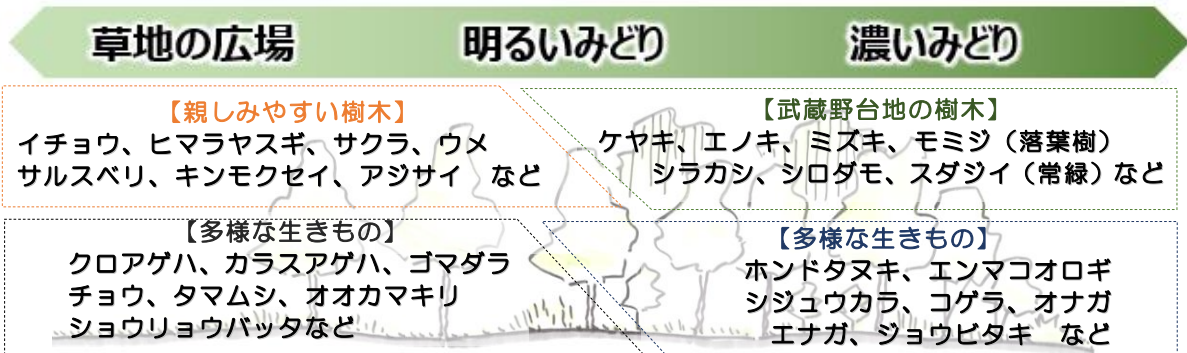 草地の広場
明るいみどり
濃いみどり
【親しみやすい樹木】
イチョウ、ヒマラヤスギ、サクラ、ウメ
サルスベリ、キンモクセイ、アジサイ　など
【武蔵野台地の樹木】
ケヤキ、エノキ、ミズキ、モミジ（落葉樹）
シラカシ、シロダモ、スダジイ（常緑）など
【多様な生きもの】
クロアゲハ、カラスアゲハ、ゴマダラ
チョウ、タマムシ、オオカマキリ
ショウリョウバッタなど
【多様な生きもの】
ホンドタヌキ、エンマコオロギ
シジュウカラ、コゲラ、オナガ
エナガ、ジョウビタキ　など